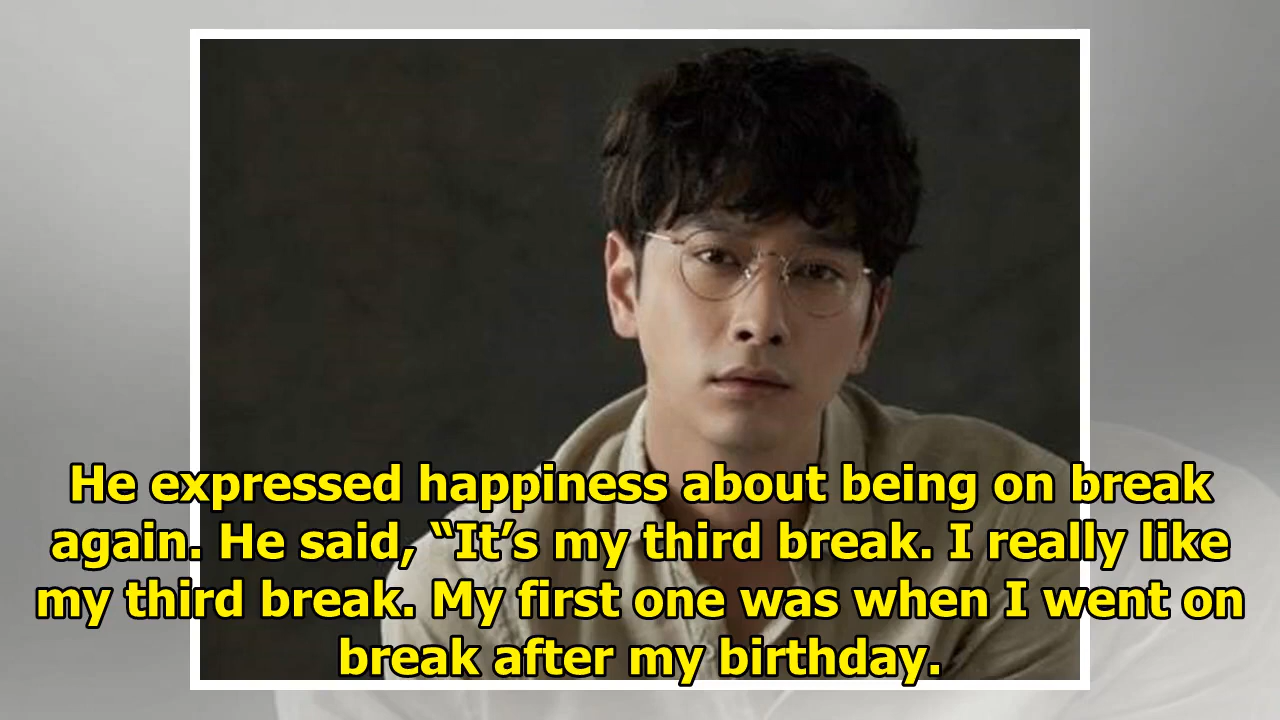 He expressed happiness about being on break
again. He said, “It’s my third break. I really like
my third break. My first one was when I went on
break after my birthday.